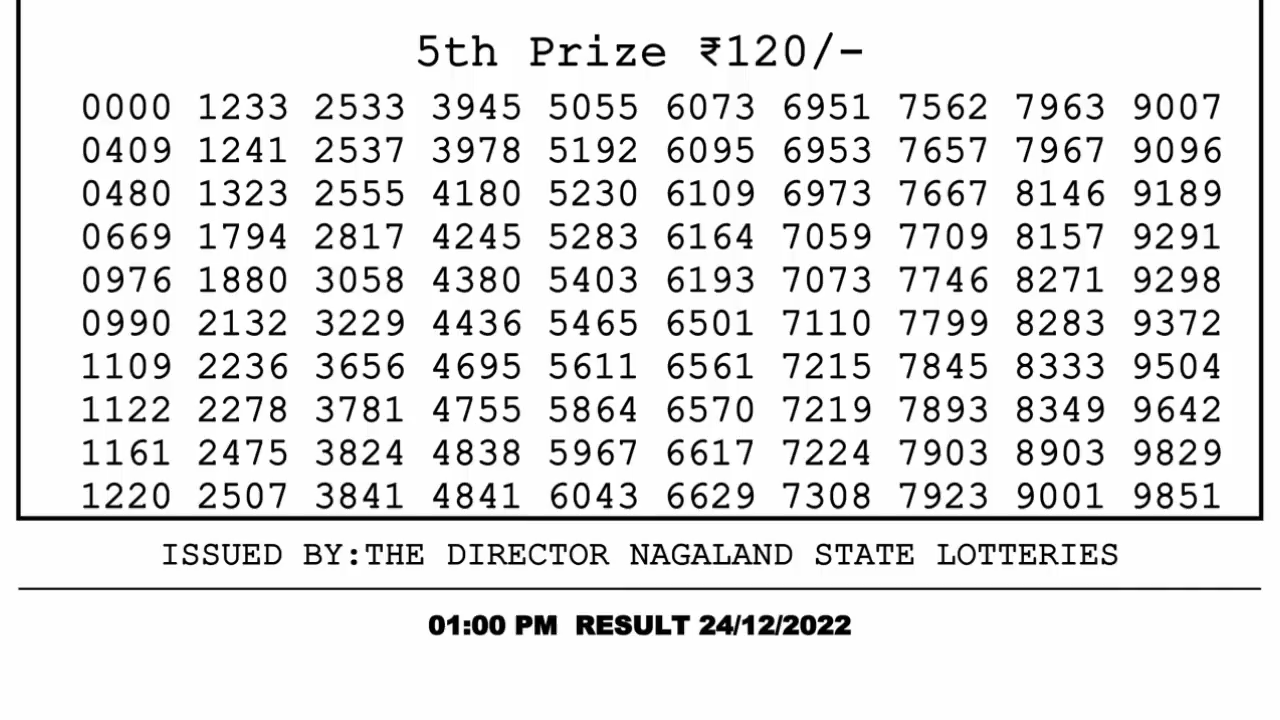 5th Prize ₹120/-
0000 1233 2533 3945 5055 6073 6951 7562 7963 9007
0409 1241 2537 3978 5192 6095 6953 7657 7967 9096
0480 1323 2555 4180 5230 6109 6973 7667 8146 9189
0669 1794 2817 4245 5283 6164 7059 7709 8157 9291
0976 1880 3058 4380 5403 6193 7073 7746 8271 9298
0990 2132 3229 4436 5465 6501 7110 7799 8283 9372
1109 2236 3656 4695 5611 6561 7215 7845 8333 9504
1122 2278 3781 4755 5864 6570 7219 7893 8349 9642
1161 2475 3824 4838 5967 6617 7224 7903 8903 9829
1220 2507 3841 4841 6043 6629 7308 7923 9001 9851
ISSUED BY:THE DIRECTOR NAGALAND STATE LOTTERIES
01:00 PM RESULT 24/12/2022